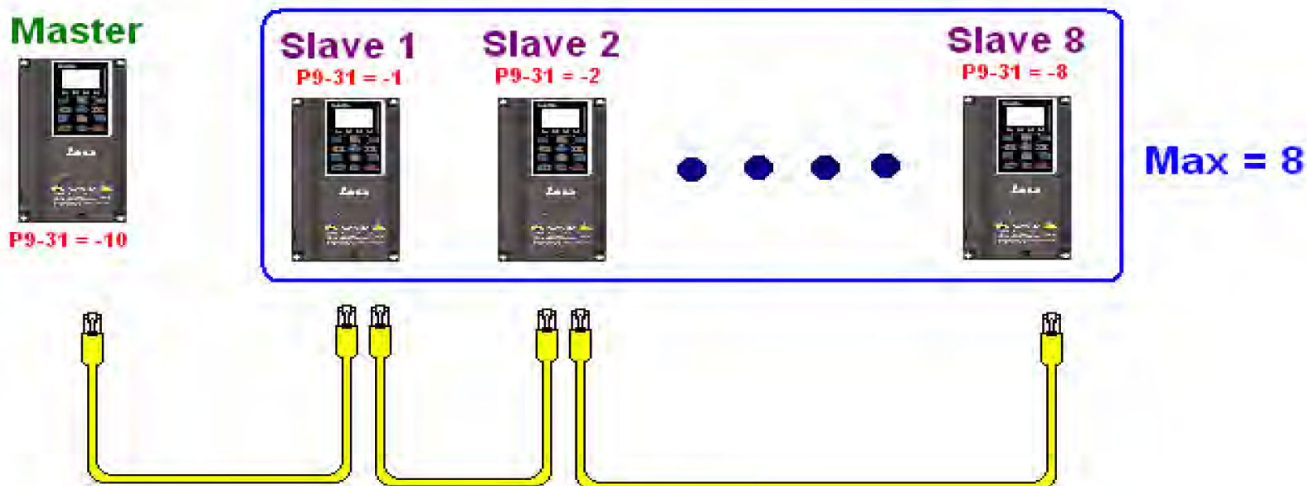 Master
P9-31 = -10
Slave 1
P9-31 = -1
Slave 2
P9-31 = -2
Slave 8
P9-31 = -8
Max = 8